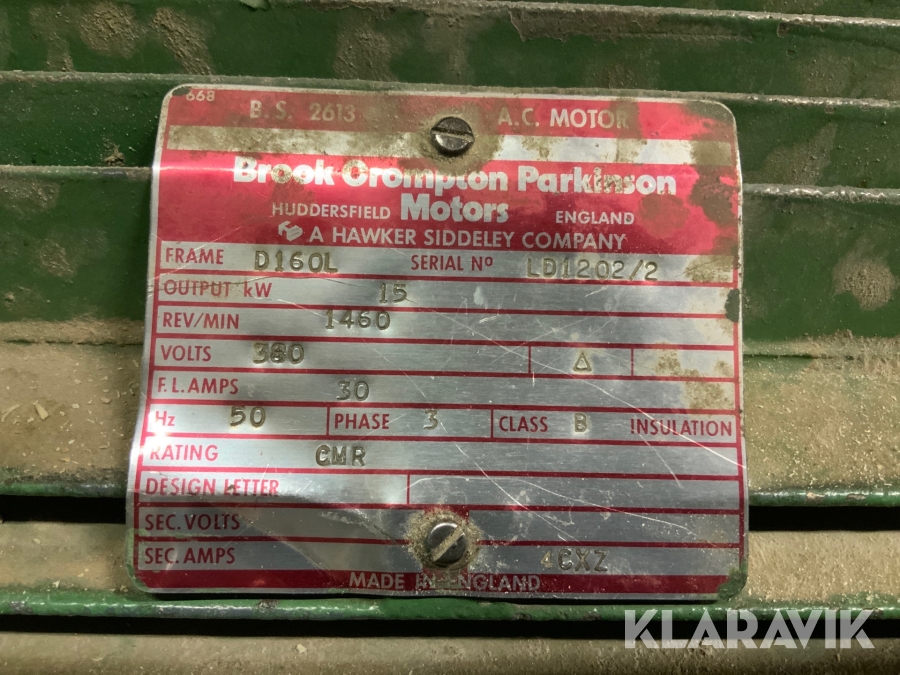 668
B.S. 2613 A.C. MOTOR
Brook Crompton Parkinson
HUDDERSFIELD Motors ENGLAND
A HAWKER SIDDELEY COMPANY
FRAME D160L SERIAL Nº LD1202/2
OUTPUT kW 15
REV/MIN 1460
VOLTS 380 Δ
F.L. AMPS 30
Hz 50 PHASE 3 CLASS B INSULATION
RATING CMR
DESIGN LETTER
SEC. VOLTS
SEC. AMPS 4CXZ
MADE IN ENGLAND
KLARAVIK